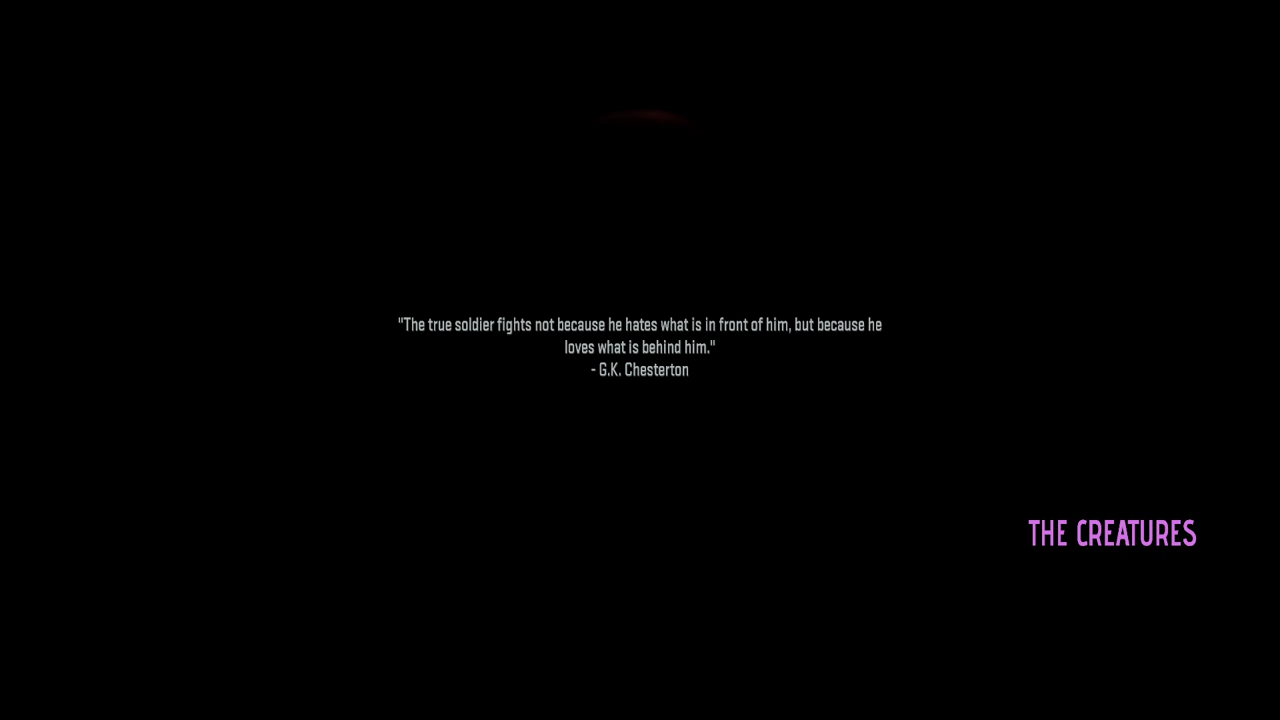 "The true soldier fights not because he hates what is in front of him, but because he
loves what is behind him."
- G.K. Chesterton
THE CREATURES